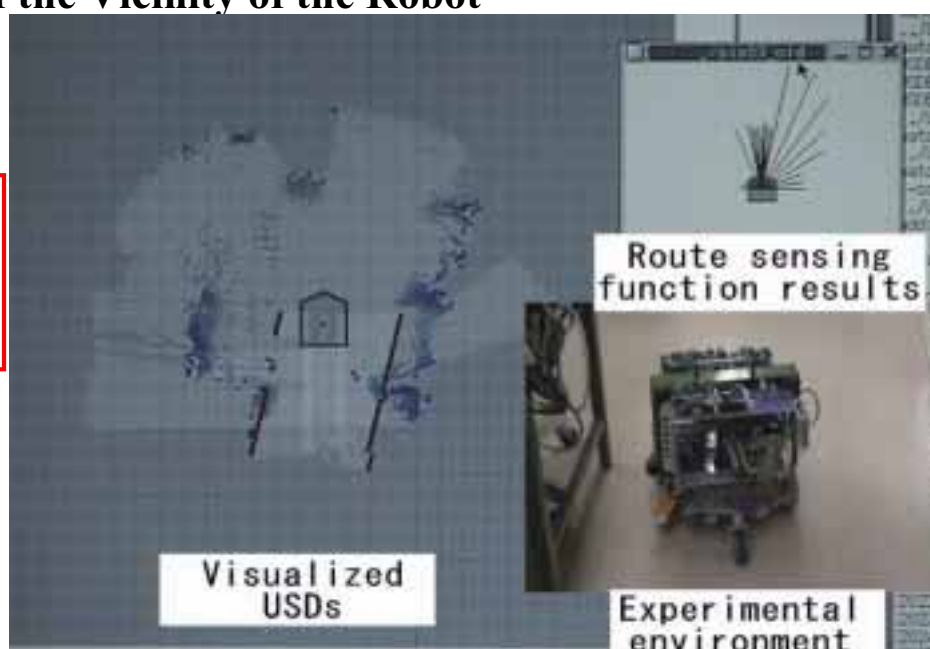 the Vicinity of the Robot
Route sensing
function results
Visualized
USDs
Experimental
environment